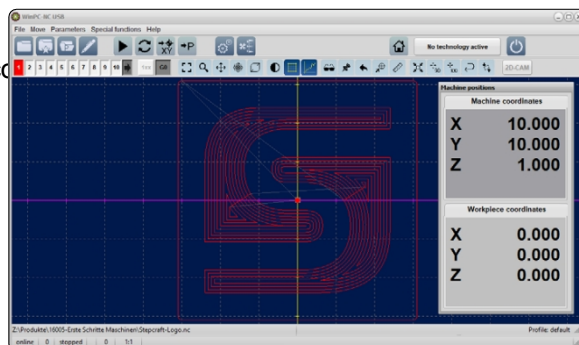 WinPC-NC USB
File Move Parameters Special functions Help
No technology active
1 2 3 4 5 6 7 8 9 10 G0 2D-CAM
Machine positions
Machine coordinates
X 10.000
Y 10.000
Z 1.000
Workpiece coordinates
X 0.000
Y 0.000
Z 0.000
Z:\Produkte\16005-Erste Schritte Maschinen\Stepcraft-Logo.nc Profile: default
online 0 stopped 0 1:1